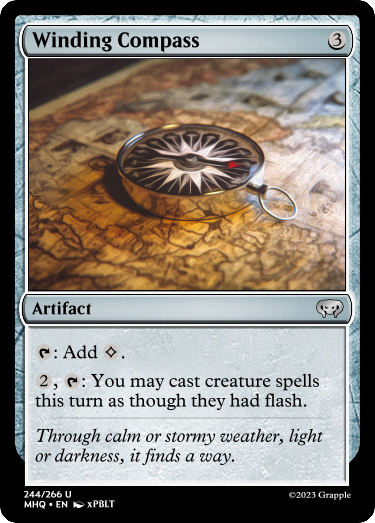 Winding Compass 3
Artifact
: Add .
2, : You may cast creature spells
this turn as though they had flash.
Through calm or stormy weather, light
or darkness, it finds a way.
244/266 U
MHQ • EN xPBLT
©2023 Grapple